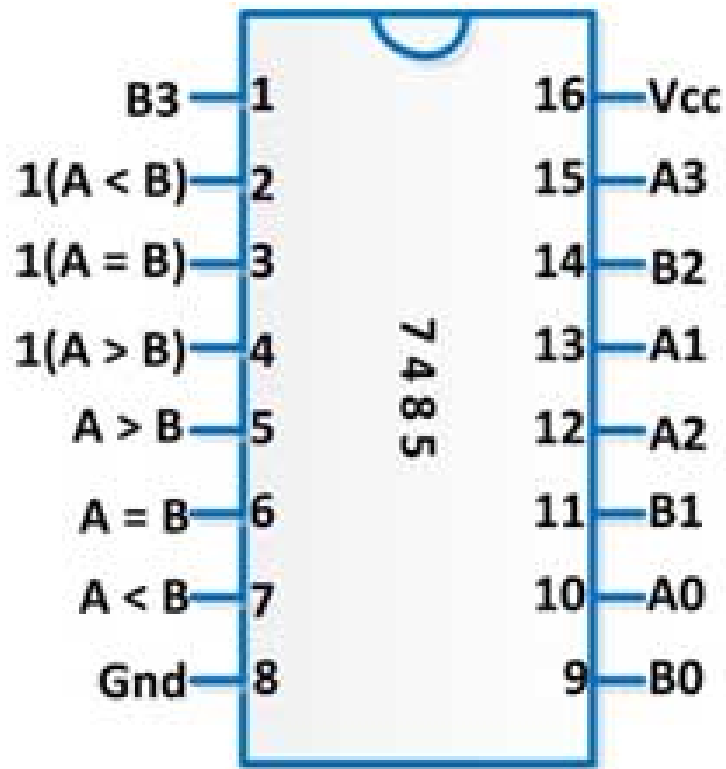 B3 1 16 Vcc
1(A < B) 2 15 A3
1(A = B) 3 14 B2
1(A > B) 4 13 A1
A > B 5 12 A2
A = B 6 11 B1
A < B 7 10 A0
Gnd 8 9 B0
7485